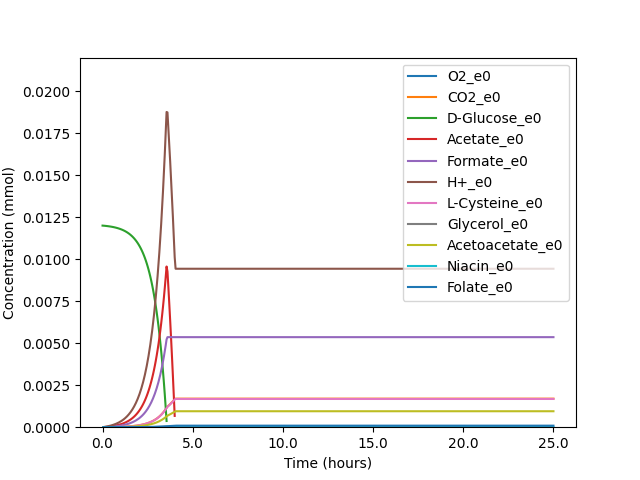 0.0200
0.0175
0.0150
0.0125
0.0100
0.0075
0.0050
0.0025
0.0000
Concentration (mmol)
O2_e0
CO2_e0
D-Glucose_e0
Acetate_e0
Formate_e0
H+_e0
L-Cysteine_e0
Glycerol_e0
Acetoacetate_e0
Niacin_e0
Folate_e0
0.0 5.0 10.0 15.0 20.0 25.0
Time (hours)